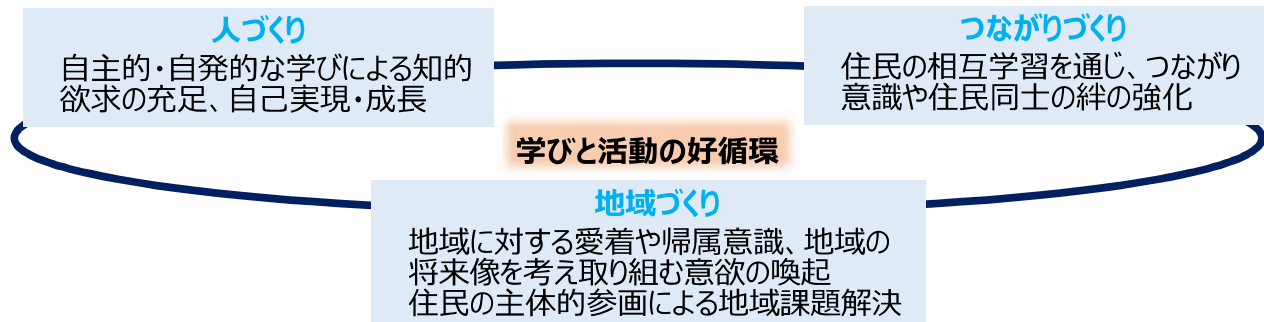 人づくり
自主的・自発的な学びによる知的
欲求の充足、自己実現・成長
つながりづくり
住民の相互学習を通じ、つながり
意識や住民同士の絆の強化
学びと活動の好循環
地域づくり
地域に対する愛着や帰属意識、地域の
将来像を考え取り組む意欲の喚起
住民の主体的参画による地域課題解決